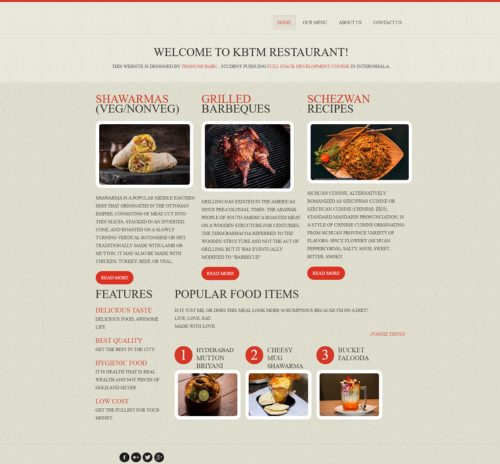 HOME OUR MENU ABOUT US CONTACT US
WELCOME TO KBTM RESTAURANT!
THIS WEBSITE IS DESIGNED BY THANUSH BABU , STUDENT PURSUING FULL STACK DEVELOPMENT COURSE IN INTERNSHALA.
SHAWARMAS
(VEG/NONVEG)
SHAWARMA IS A POPULAR MIDDLE EASTERN
DISH THAT ORIGINATED IN THE OTTOMAN
EMPIRE, CONSISTING OF MEAT CUT INTO
THIN SLICES, STACKED IN AN INVERTED
CONE, AND ROASTED ON A SLOWLY
TURNING VERTICAL ROTISSERIE OR SPIT.
TRADITIONALLY MADE WITH LAMB OR
MUTTON, IT MAY ALSO BE MADE WITH
CHICKEN, TURKEY, BEEF, OR VEAL.
READ MORE
GRILLED
BARBEQUES
GRILLING HAS EXISTED IN THE AMERICAS
SINCE PRE-COLONIAL TIMES. THE ARAWAK
PEOPLE OF SOUTH AMERICA ROASTED MEAT
ON A WOODEN STRUCTURE FOR CENTURIES,
THE TERM BARBACOA REFERRED TO THE
WOODEN STRUCTURE AND NOT THE ACT OF
GRILLING, BUT IT WAS EVENTUALLY
MODIFIED TO "BARBECUE"
READ MORE
SCHEZWAN
RECIPES
SICHUAN CUISINE, ALTERNATIVELY
ROMANIZED AS SZECHWAN CUISINE OR
SZECHUAN CUISINE (CHINESE: 四川;
STANDARD MANDARIN PRONUNCIATION: IS
A STYLE OF CHINESE CUISINE ORIGINATING
FROM SICHUAN PROVINCE VARIETY OF
FLAVORS: SPICY, FLOWERY (SICHUAN
PEPPERCORNS), SALTY, SOUR, SWEET,
BITTER, SMOKY.
READ MORE
FEATURES
DELICIOUS TASTE
DELICIOUS FOOD, AWESOME
LIFE
BEST QUALITY
GET THE BEST IN THE CITY
HYGIENIC FOOD
IT IS HEALTH THAT IS REAL
WEALTH AND NOT PIECES OF
GOLD AND SILVER.
LOW COST
GET THE FULLEST FOR YOUR
MONEY
POPULAR FOOD ITEMS
IS IT JUST ME, OR DOES THIS MEAL LOOK MORE SCRUMPTIOUS BECAUSE I'M ON A DIET?
LIVE, LOVE, EAT.
MADE WITH LOVE.
1 HYDERABAD
MUTTON
BRIYANI
2 CHEESY
MUG
SHAWARMA
3 BUCKET
FALOODA